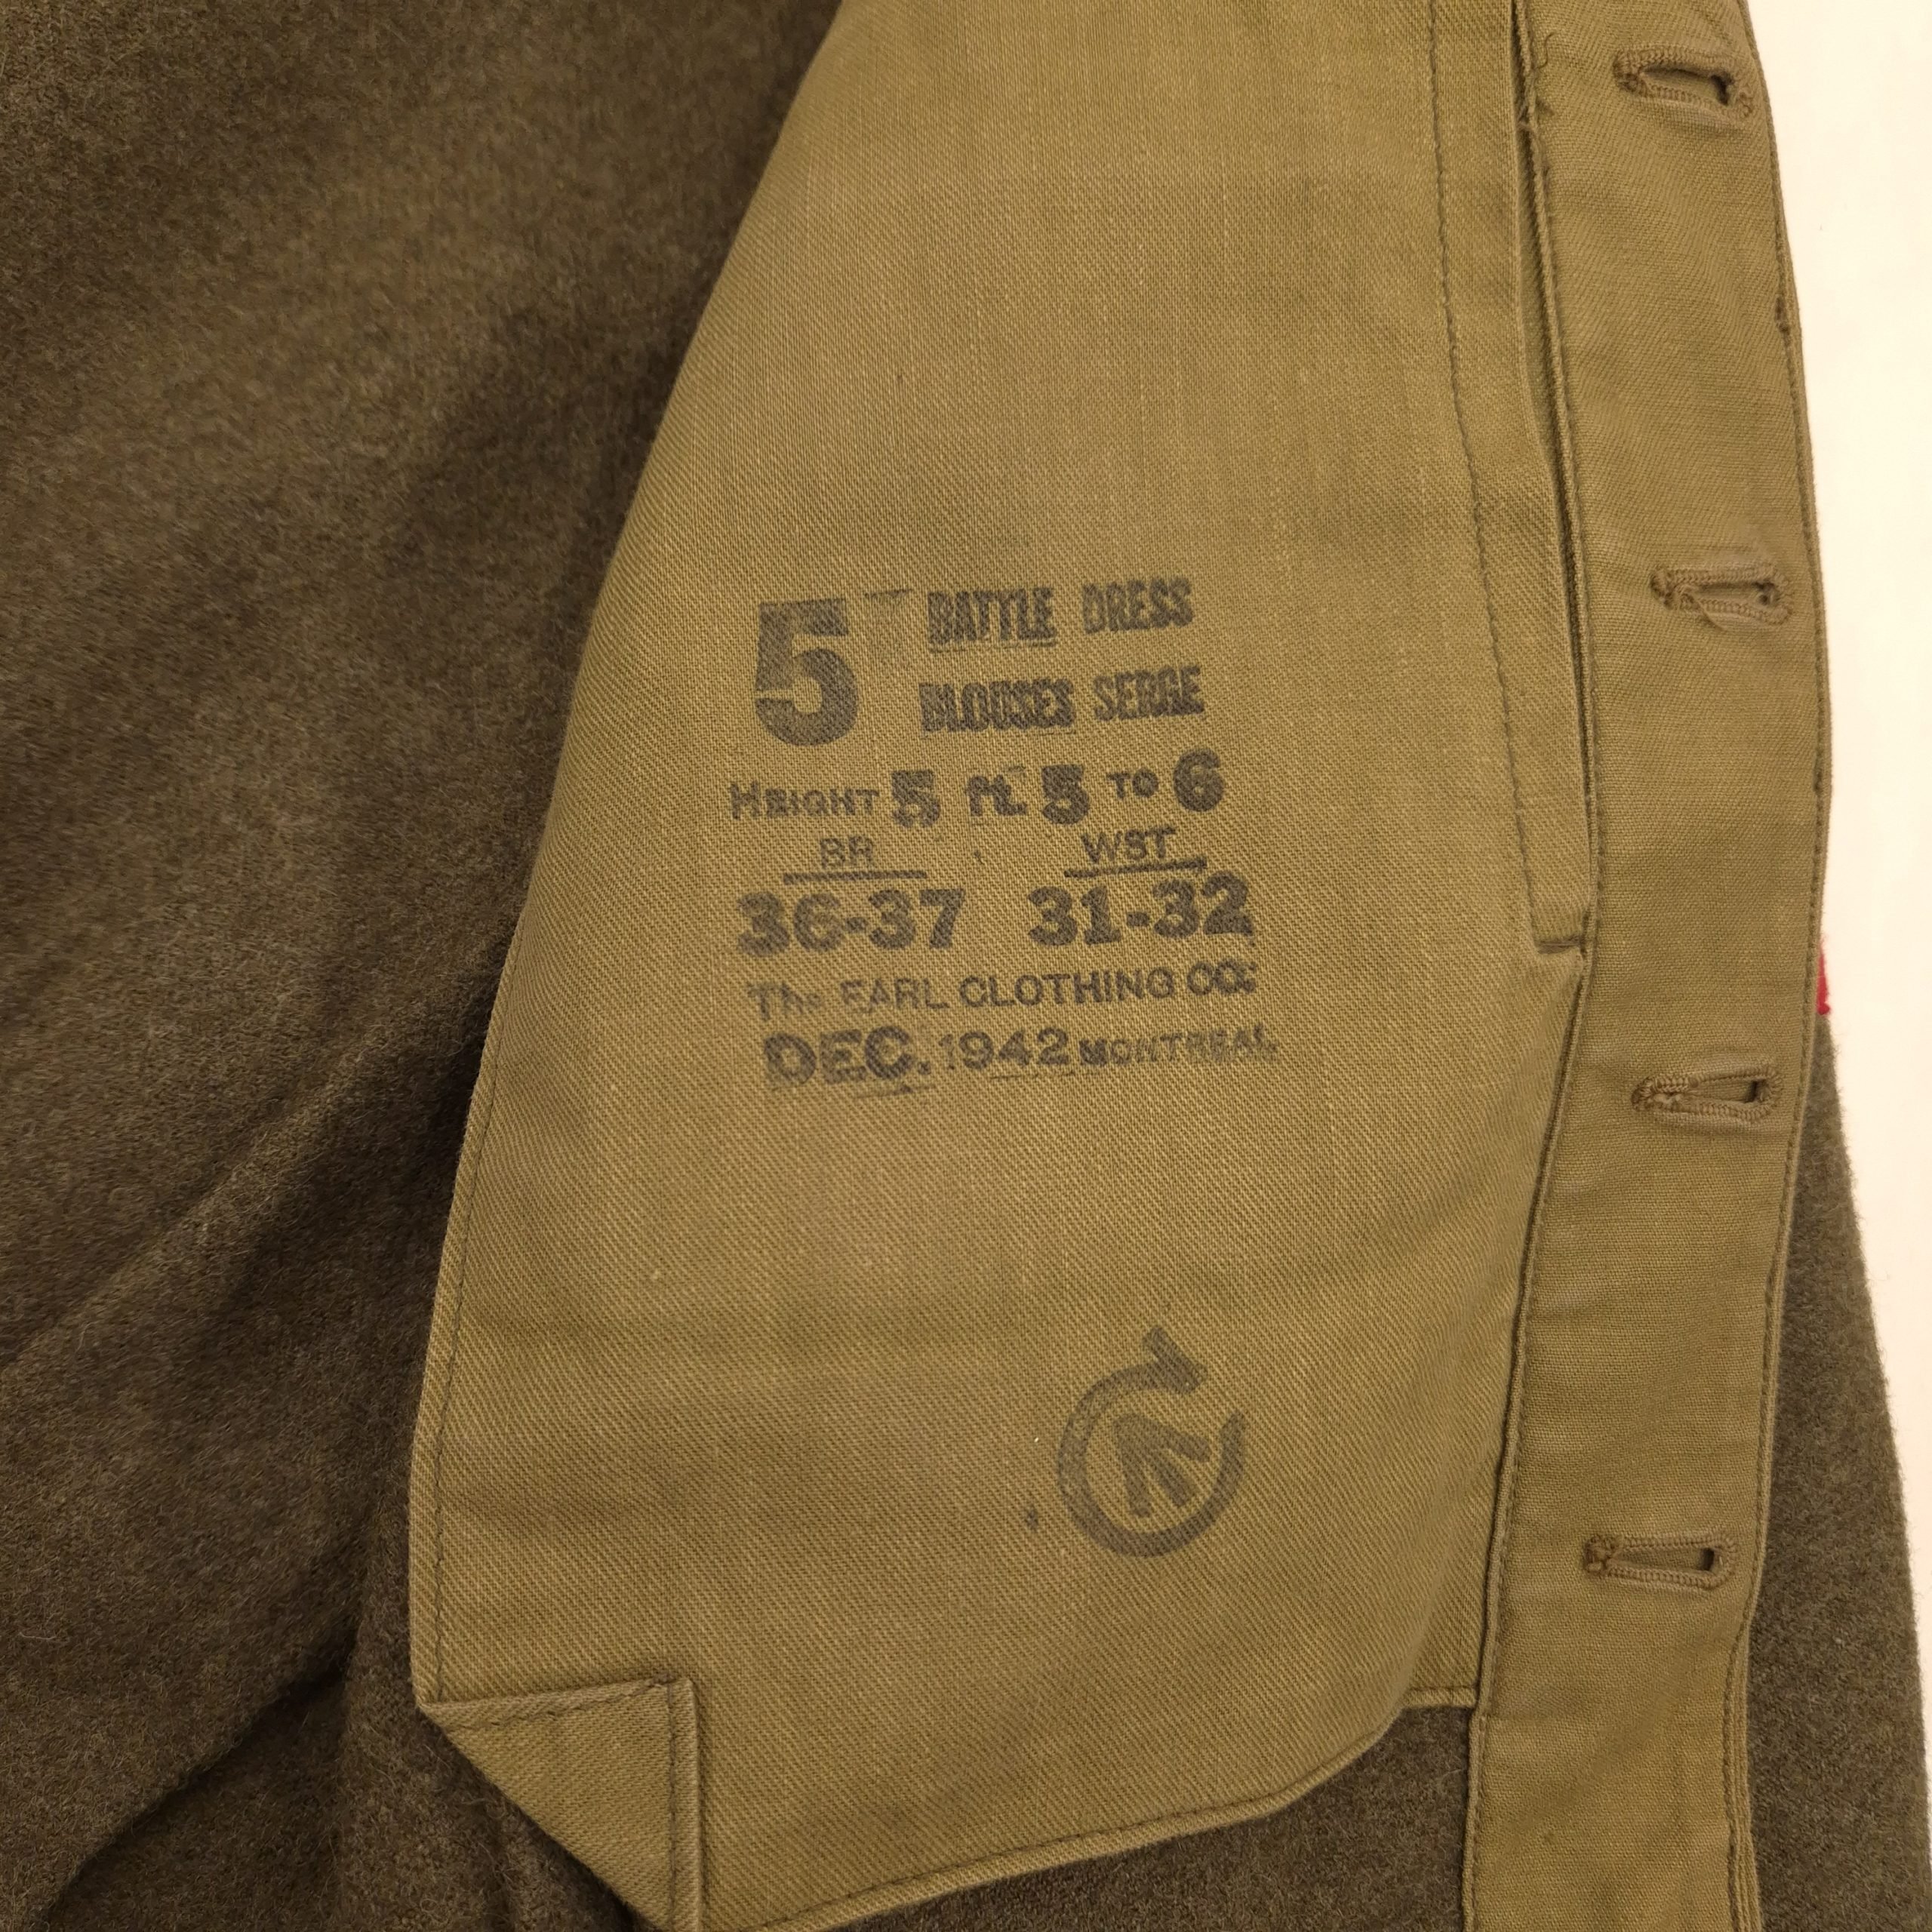 5 BATTLE DRESS
BLOUSES SERGE
HEIGHT 5 ft. 5 TO 6
BR WST
36-37 31-32
The EARL CLOTHING CO.
DEC. 1942 MONTREAL
C